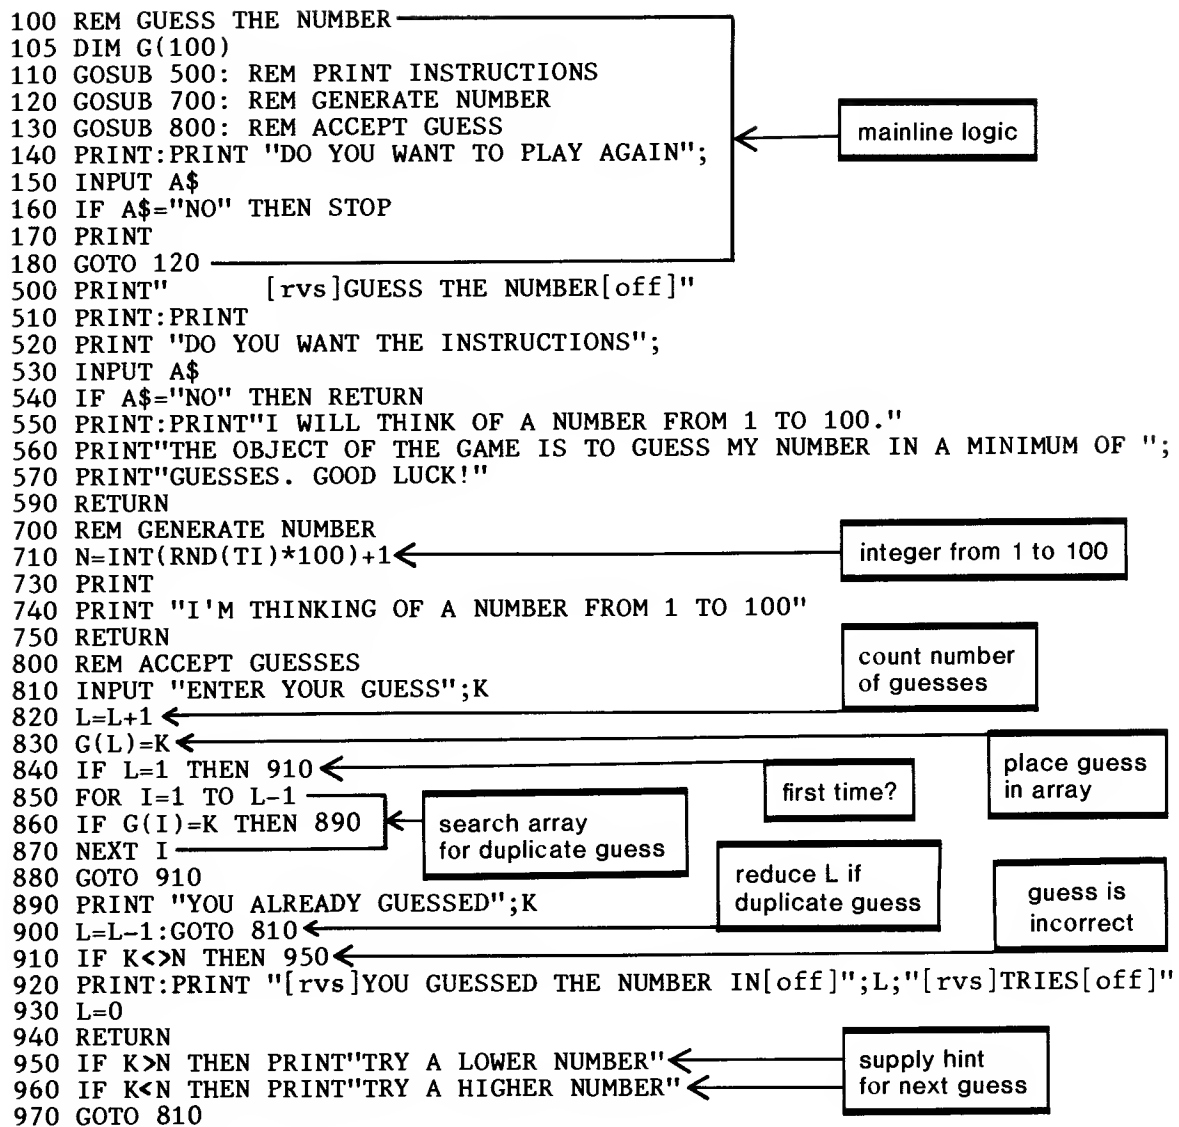 100 REM GUESS THE NUMBER
105 DIM G(100)
110 GOSUB 500: REM PRINT INSTRUCTIONS
120 GOSUB 700: REM GENERATE NUMBER
130 GOSUB 800: REM ACCEPT GUESS
mainline logic
140 PRINT:PRINT "DO YOU WANT TO PLAY AGAIN";
150 INPUT A$
160 IF A$="NO" THEN STOP
170 PRINT
180 GOTO 120
500 PRINT"      [rvs]GUESS THE NUMBER[off]"
510 PRINT:PRINT
520 PRINT "DO YOU WANT THE INSTRUCTIONS";
530 INPUT A$
540 IF A$="NO" THEN RETURN
550 PRINT:PRINT"I WILL THINK OF A NUMBER FROM 1 TO 100."
560 PRINT"THE OBJECT OF THE GAME IS TO GUESS MY NUMBER IN A MINIMUM OF ";
570 PRINT"GUESSES. GOOD LUCK!"
590 RETURN
700 REM GENERATE NUMBER
710 N=INT(RND(TI)*100)+1
integer from 1 to 100
730 PRINT
740 PRINT "I'M THINKING OF A NUMBER FROM 1 TO 100"
750 RETURN
800 REM ACCEPT GUESSES
810 INPUT "ENTER YOUR GUESS";K
count number
of guesses
820 L=L+1
830 G(L)=K
place guess
in array
840 IF L=1 THEN 910
first time?
850 FOR I=1 TO L-1
860 IF G(I)=K THEN 890
870 NEXT I
search array
for duplicate guess
880 GOTO 910
890 PRINT "YOU ALREADY GUESSED";K
reduce L if
duplicate guess
guess is
incorrect
900 L=L-1:GOTO 810
910 IF K<>N THEN 950
920 PRINT:PRINT "[rvs]YOU GUESSED THE NUMBER IN[off]";L;"[rvs]TRIES[off]"
930 L=0
940 RETURN
950 IF K>N THEN PRINT"TRY A LOWER NUMBER"
960 IF K<N THEN PRINT"TRY A HIGHER NUMBER"
supply hint
for next guess
970 GOTO 810